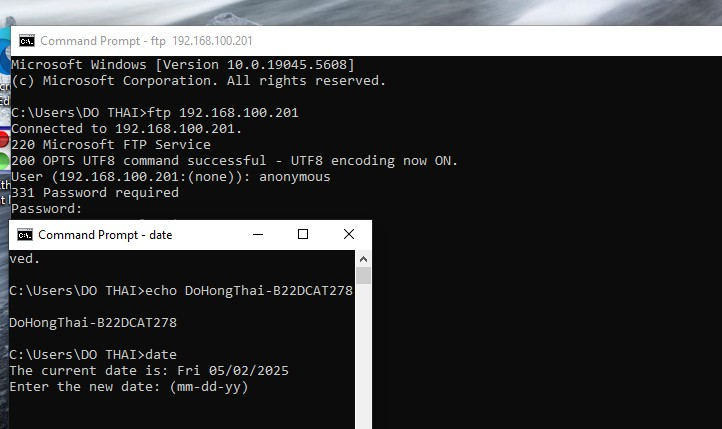 Command Prompt - ftp 192.168.100.201
Microsoft Windows [Version 10.0.19045.5608]
(c) Microsoft Corporation. All rights reserved.
C:\Users\DO THAI>ftp 192.168.100.201
Connected to 192.168.100.201.
220 Microsoft FTP Service
200 OPTS UTF8 command successful - UTF8 encoding now ON.
User (192.168.100.201:(none)): anonymous
331 Password required
Password:
Command Prompt - date
ved.
C:\Users\DO THAI>echo DoHongThai-B22DCAT278
DoHongThai-B22DCAT278
C:\Users\DO THAI>date
The current date is: Fri 05/02/2025
Enter the new date: (mm-dd-yy)